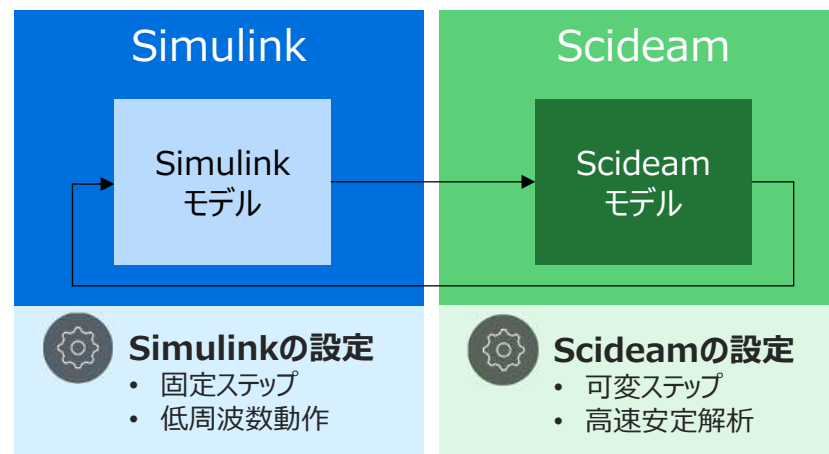 Simulink
Simulink
モデル
Simulinkの設定
• 固定ステップ
• 低周波数動作
Scideam
Scideam
モデル
Scideamの設定
• 可変ステップ
• 高速安定解析